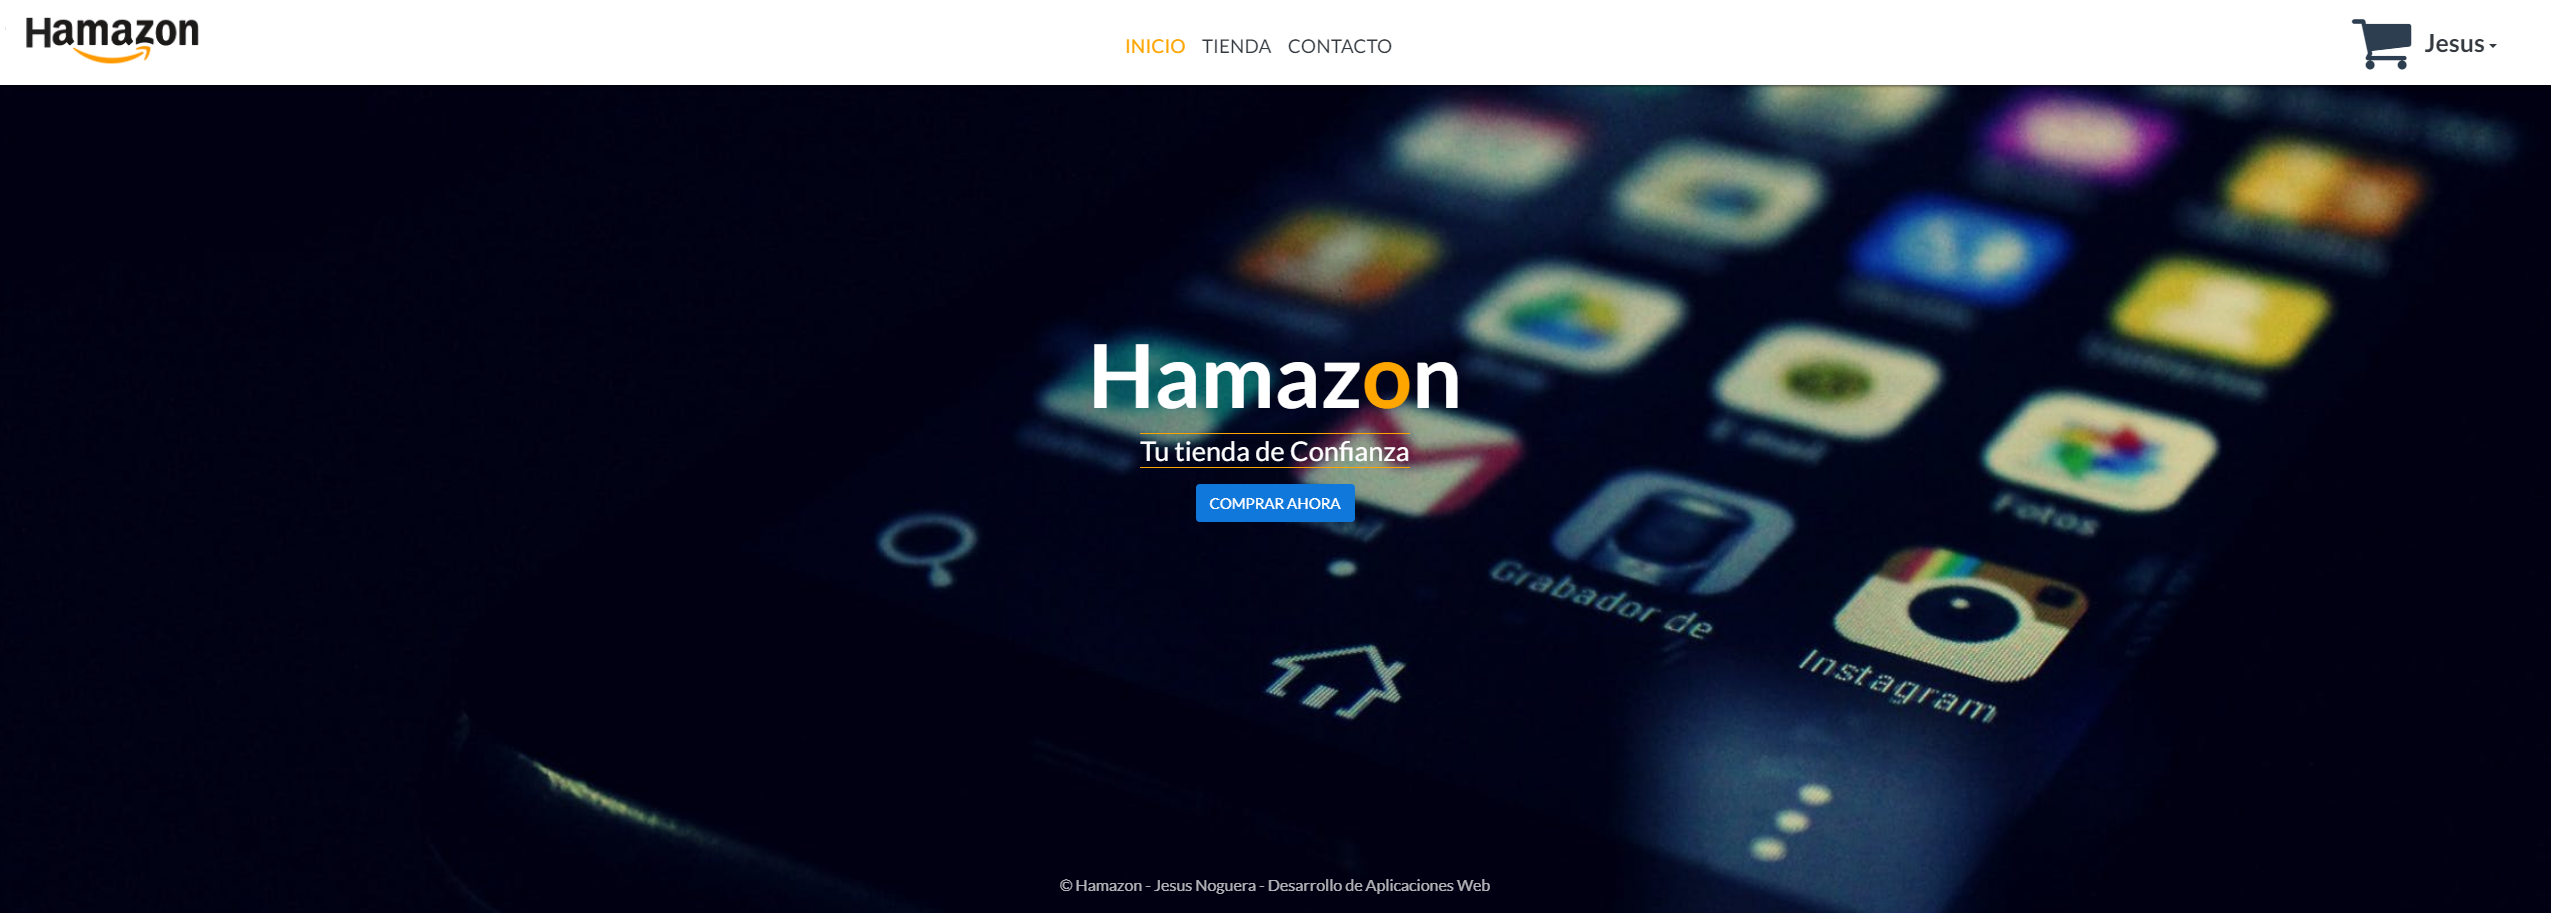 Hamazon
INICIO TIENDA CONTACTO
Jesus
Hamazon
Tu tienda de Confianza
COMPRAR AHORA
E-mail
Fotos
Grabador de
Instagram
© Hamazon - Jesus Noguera - Desarrollo de Aplicaciones Web